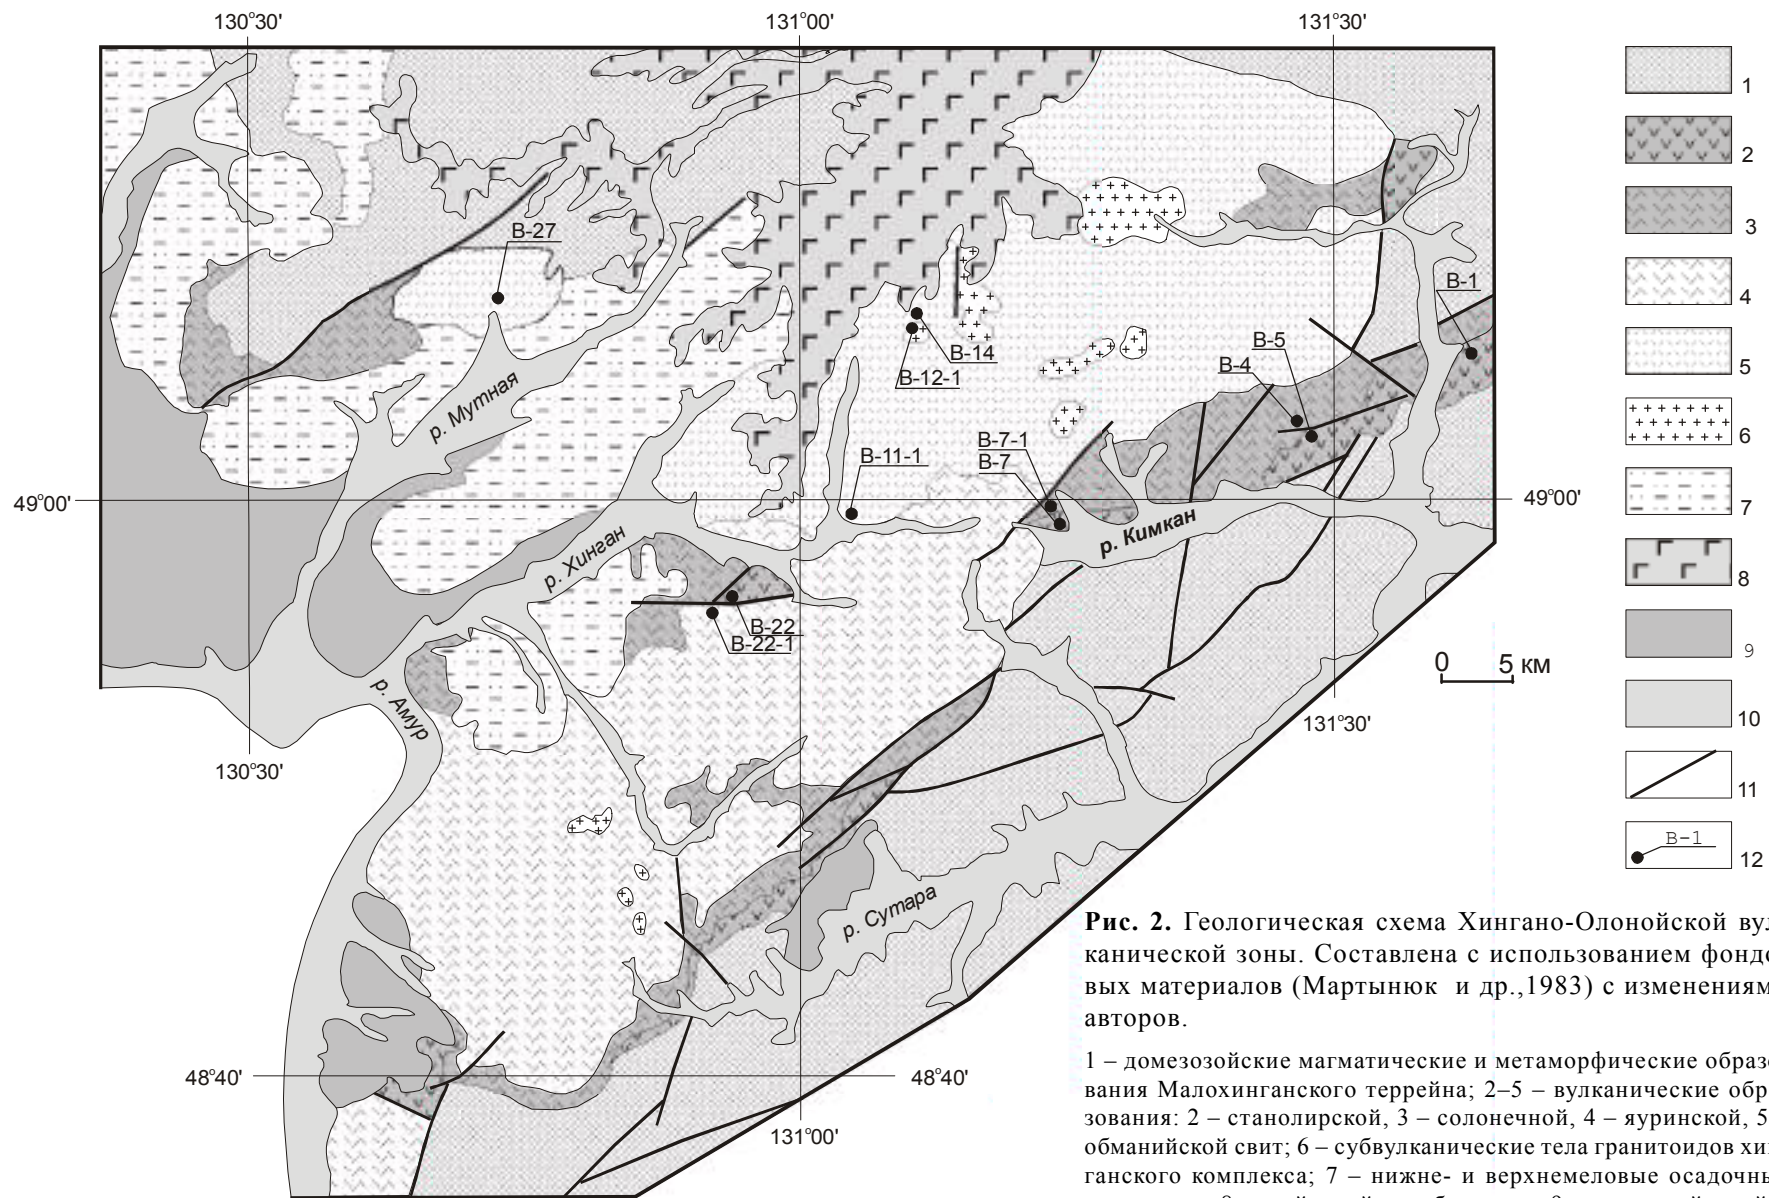 130°30'
131°00'
131°30'
1
2
B-27
3
4
B-1
5
B-14
B-5
B-4
B-12-1
р. Мутная
6
B-7-1
B-11-1
B-7
7
49°00'
49°00'
р. Кимкан
р. Хинган
8
B-22
B-22-1
9
0 5 км
р. Амур
10
131°30'
130°30'
11
B-1
12
р. Сутара
Рис. 2. Геологическая схема Хингано-Олонойской вул
канической зоны. Составлена с использованием фондо
вых материалов (Мартынюк и др.,1983) с изменениям
авторов.
48°40'
48°40'
1 – домезозойские магматические и метаморфические образо
вания Малохинганского террейна; 2–5 – вулканические обр
зования: 2 – станолирской, 3 – солонечной, 4 – яуринской, 5
обманийской свит; 6 – субвулканические тела гранитоидов хи
ганского комплекса; 7 – нижне- и верхнемеловые осадочны
131°00'